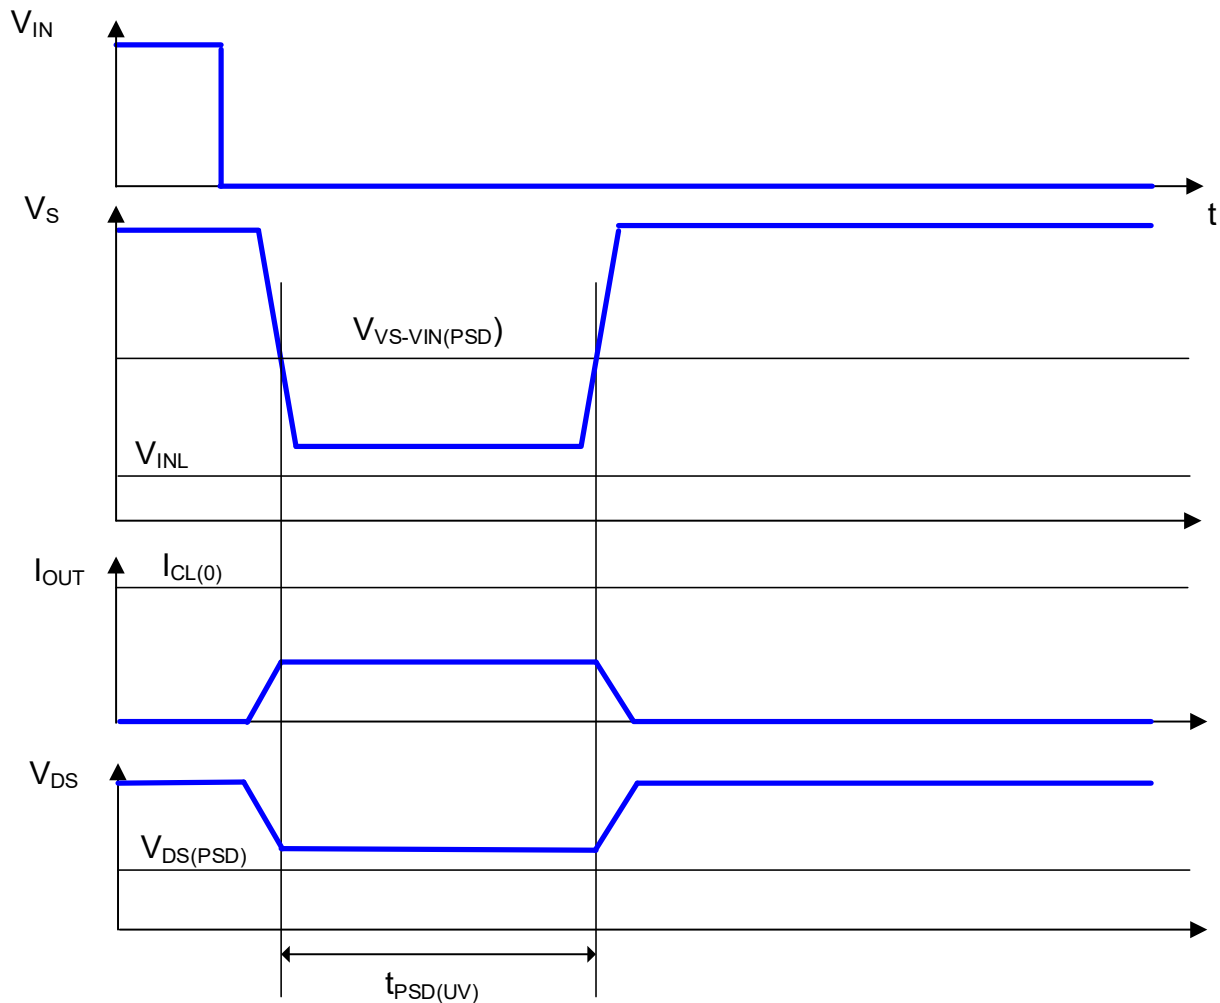 V_IN
t
V_S
V_VS-VIN(PSD)
V_INL
I_OUT
I_CL(0)
V_DS
V_DS(PSD)
t_PSD(UV)